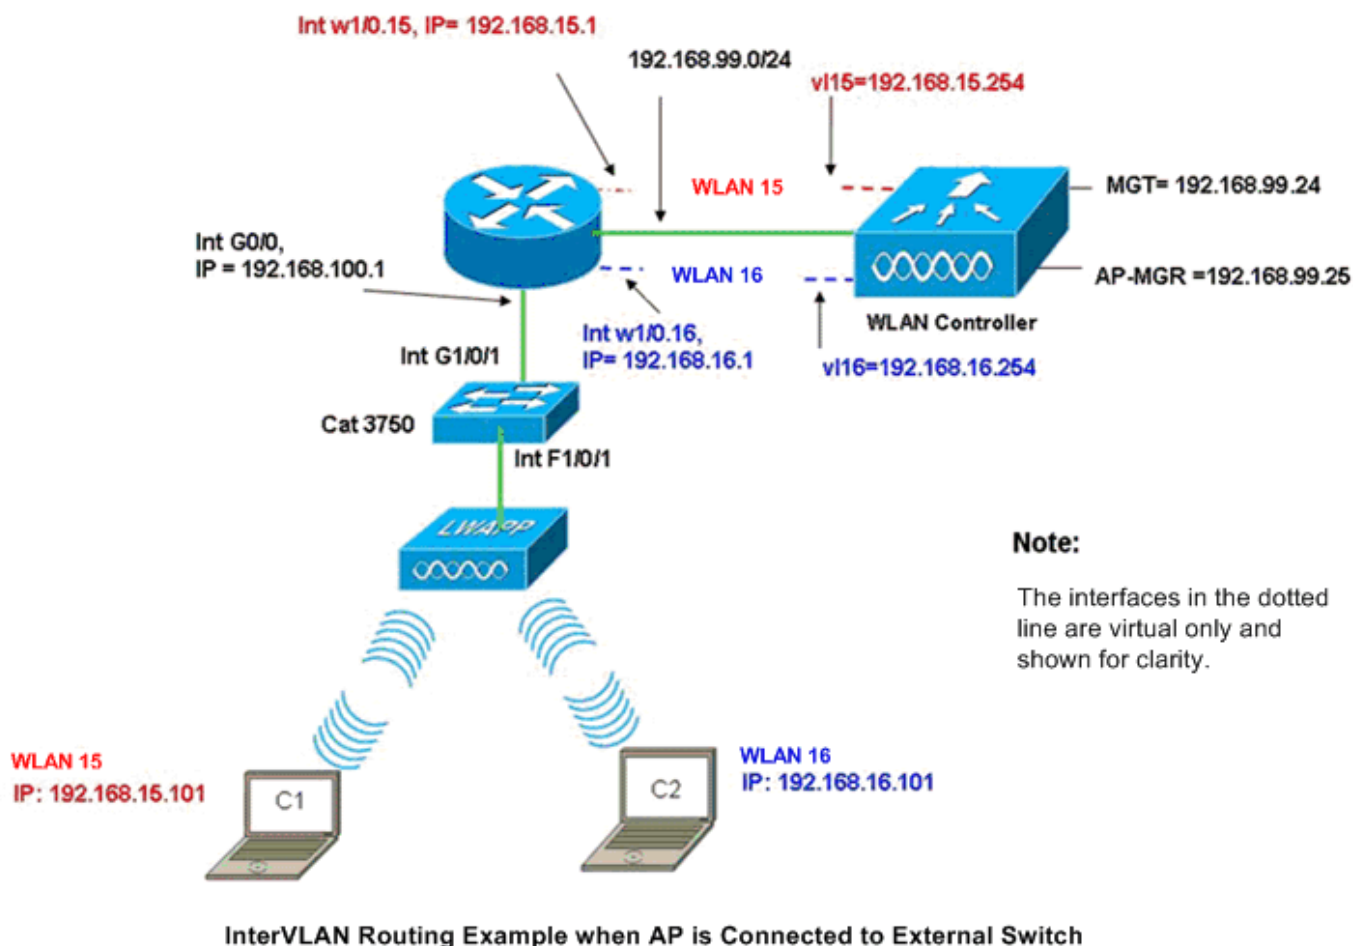 Int w1/0.15, IP= 192.168.15.1
192.168.99.0/24
vl15=192.168.15.254
WLAN 15
MGT= 192.168.99.24
Int G0/0,
IP = 192.168.100.1
WLAN 16
AP-MGR =192.168.99.25
WLAN Controller
Int w1/0.16,
IP= 192.168.16.1
vl16=192.168.16.254
Int G1/0/1
Cat 3750
Int F1/0/1
LWAPP
Note:
The interfaces in the dotted
line are virtual only and
shown for clarity.
WLAN 15
IP: 192.168.15.101
C1
C2
WLAN 16
IP: 192.168.16.101
InterVLAN Routing Example when AP is Connected to External Switch